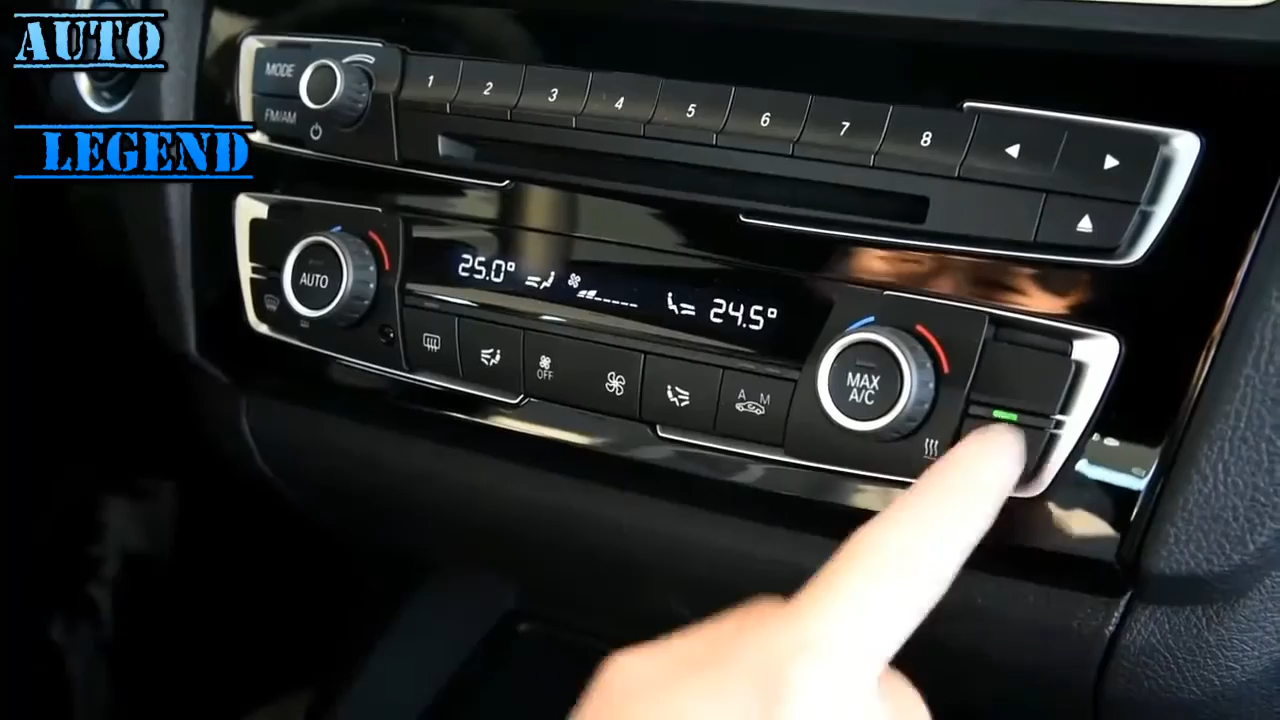 AUTO
LEGEND
MODE
FM/AM
1 2 3 4 5 6 7 8
25.0° 24.5°
AUTO
OFF
A M
MAX
A/C